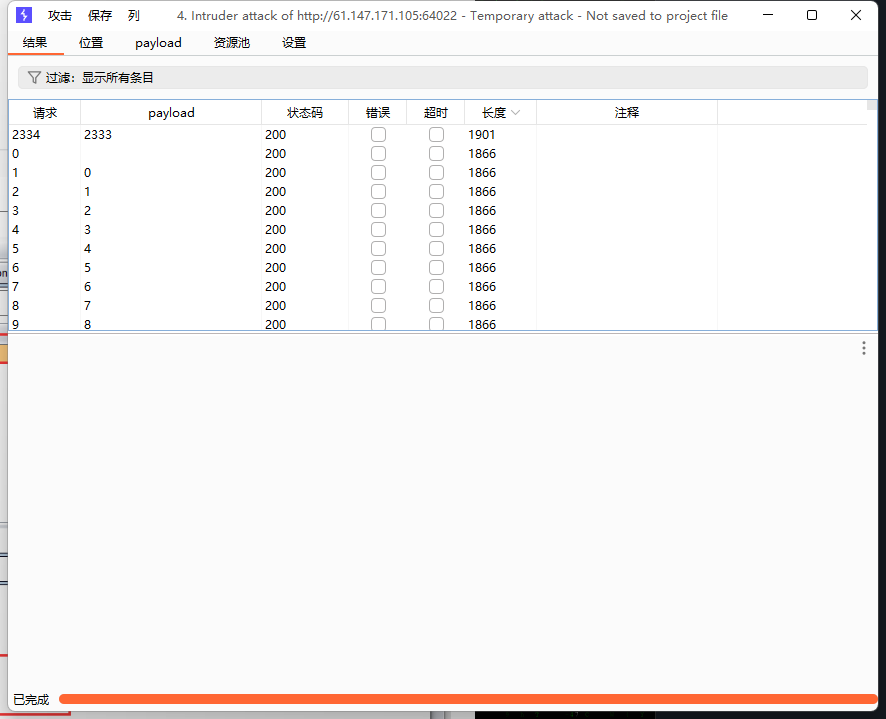 攻击 保存 列 4. Intruder attack of http://61.147.171.105:64022 - Temporary attack - Not saved to project file
结果 位置 payload 资源池 设置
过滤：显示所有条目
请求 payload 状态码 错误 超时 长度 注释
2334 2333 200 1901
0 200 1866
1 0 200 1866
2 1 200 1866
3 2 200 1866
4 3 200 1866
5 4 200 1866
6 5 200 1866
7 6 200 1866
8 7 200 1866
9 8 200 1866
已完成